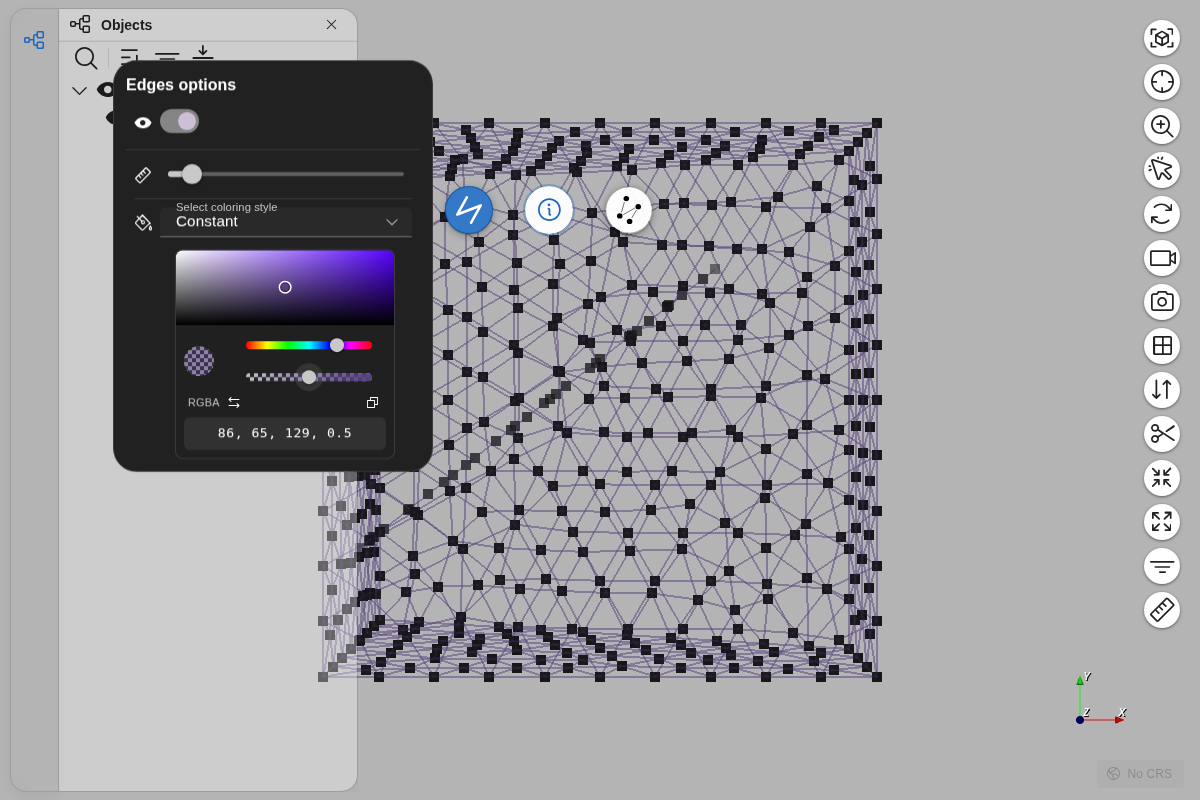 Objects
Edges options
Select coloring style
Constant
RGBA
86, 65, 129, 0.5
Y
Z
X
No CRS